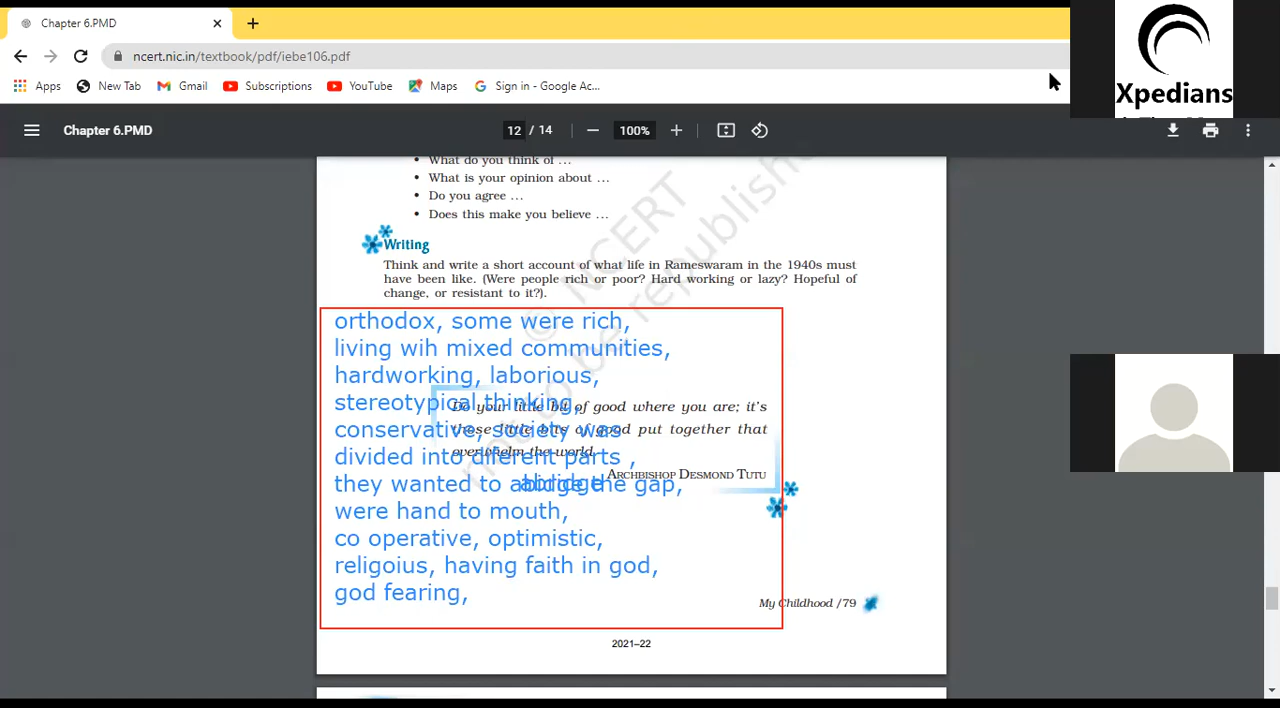 Chapter 6.PMD
ncert.nic.in/textbook/pdf/iebe106.pdf
Apps New Tab Gmail Subscriptions YouTube Maps Sign in - Google Ac...
Xpedians
Chapter 6.PMD 12 / 14 100%
• What do you think of …
• What is your opinion about …
• Do you agree …
• Does this make you believe …
Writing
Think and write a short account of what life in Rameswaram in the 1940s must
have been like. (Were people rich or poor? Hard working or lazy? Hopeful of
change, or resistant to it?).
orthodox, some were rich,
living wih mixed communities,
hardworking, laborious,
stereotypical thinking,
conservative, society was
divided into diferent parts ,
they wanted to abridge the gap,
were hand to mouth,
co operative, optimistic,
religoius, having faith in god,
god fearing,
Do your little bit of good where you are; it's
those little bits of good put together that
overwhelm the world.
ARCHBISHOP DESMOND TUTU
My Childhood /79
2021–22
© NCERT
not to be republishe